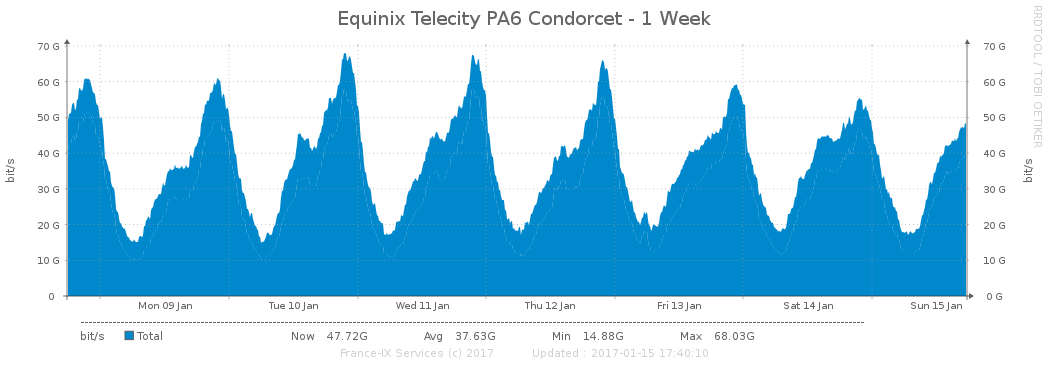 Equinix Telecity PA6 Condorcet - 1 Week
RRDTOOL / TOBI OETIKER
bit/s
70 G
60 G
50 G
40 G
30 G
20 G
10 G
0
70 G
60 G
50 G
40 G
30 G
20 G
10 G
0 G
bit/s
Mon 09 Jan Tue 10 Jan Wed 11 Jan Thu 12 Jan Fri 13 Jan Sat 14 Jan Sun 15 Jan
bit/s Total Now 47.72G Avg 37.63G Min 14.88G Max 68.03G
France-IX Services (c) 2017 Updated : 2017-01-15 17:40:10